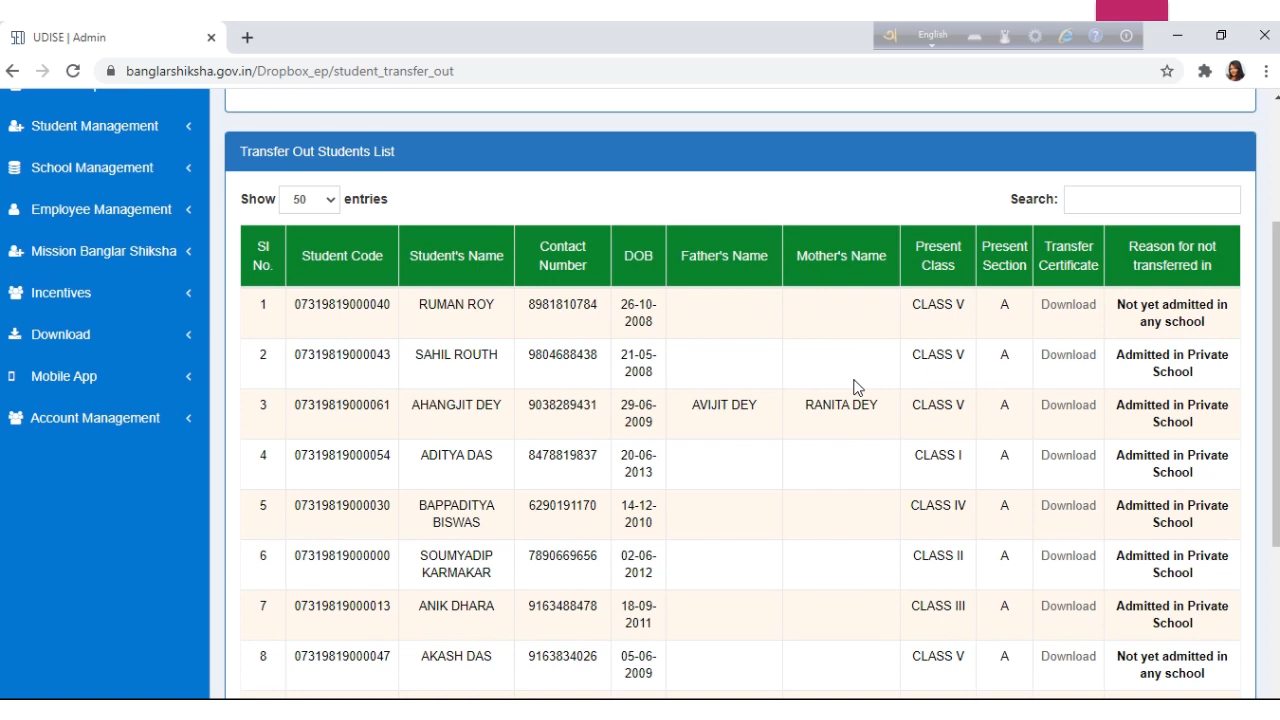 UDISE | Admin
English
banglarshiksha.gov.in/Dropbox_ep/student_transfer_out
Student Management
School Management
Employee Management
Mission Banglar Shiksha
Incentives
Download
Mobile App
Account Management
Transfer Out Students List
Show 50 entries
Search:
Sl No. Student Code Student's Name Contact Number DOB Father's Name Mother's Name Present Class Present Section Transfer Certificate Reason for not transferred in
1 07319819000040 RUMAN ROY 8981810784 26-10-2008 CLASS V A Download Not yet admitted in any school
2 07319819000043 SAHIL ROUTH 9804688438 21-05-2008 CLASS V A Download Admitted in Private School
3 07319819000061 AHANGJIT DEY 9038289431 29-06-2009 AVIJIT DEY RANITA DEY CLASS V A Download Admitted in Private School
4 07319819000054 ADITYA DAS 8478819837 20-06-2013 CLASS I A Download Admitted in Private School
5 07319819000030 BAPPADITYA BISWAS 6290191170 14-12-2010 CLASS IV A Download Admitted in Private School
6 07319819000000 SOUMYADIP KARMAKAR 7890669656 02-06-2012 CLASS II A Download Admitted in Private School
7 07319819000013 ANIK DHARA 9163488478 18-09-2011 CLASS III A Download Admitted in Private School
8 07319819000047 AKASH DAS 9163834026 05-06-2009 CLASS V A Download Not yet admitted in any school